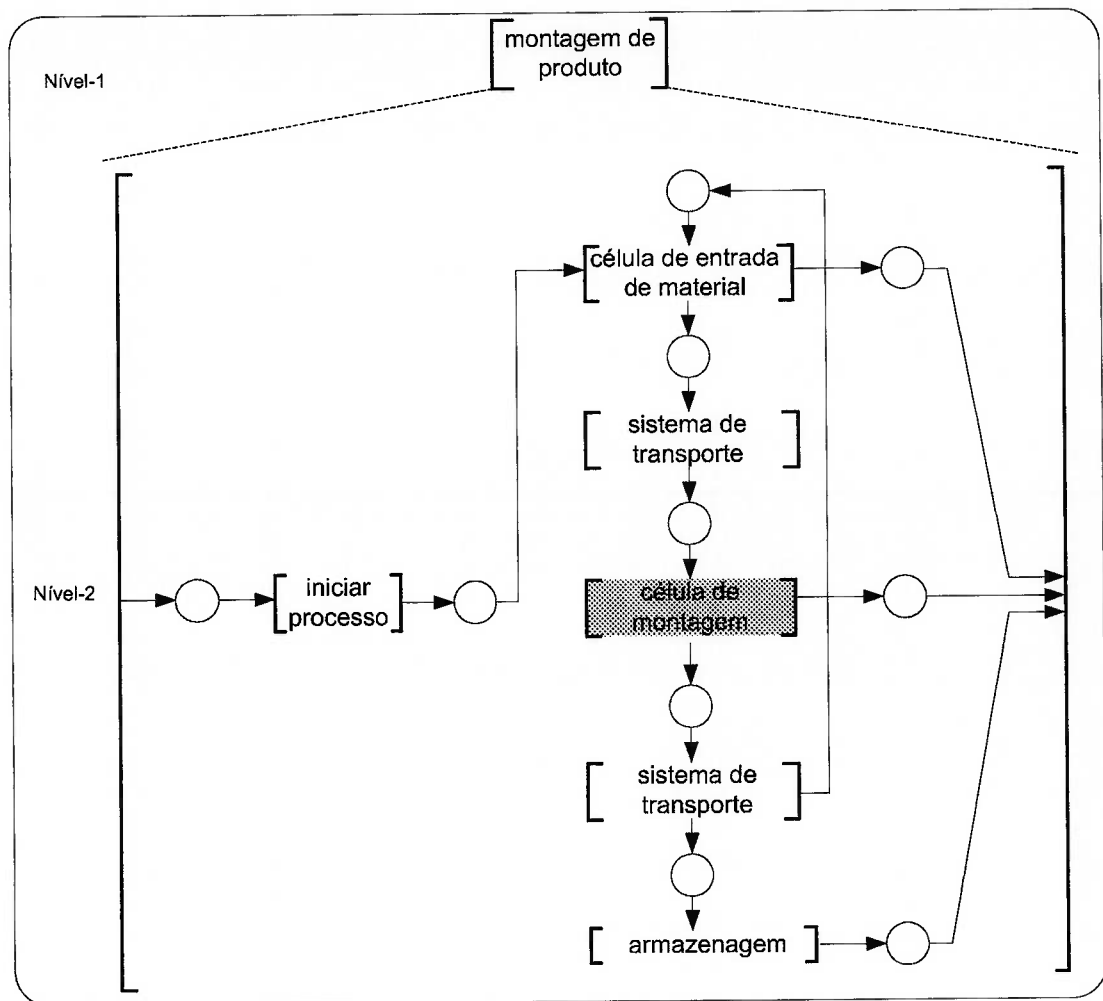 montagem de
produto
Nível-1
célula de entrada
de material
sistema de
transporte
Nível-2
iniciar
processo
célula de
montagem
sistema de
transporte
armazenagem